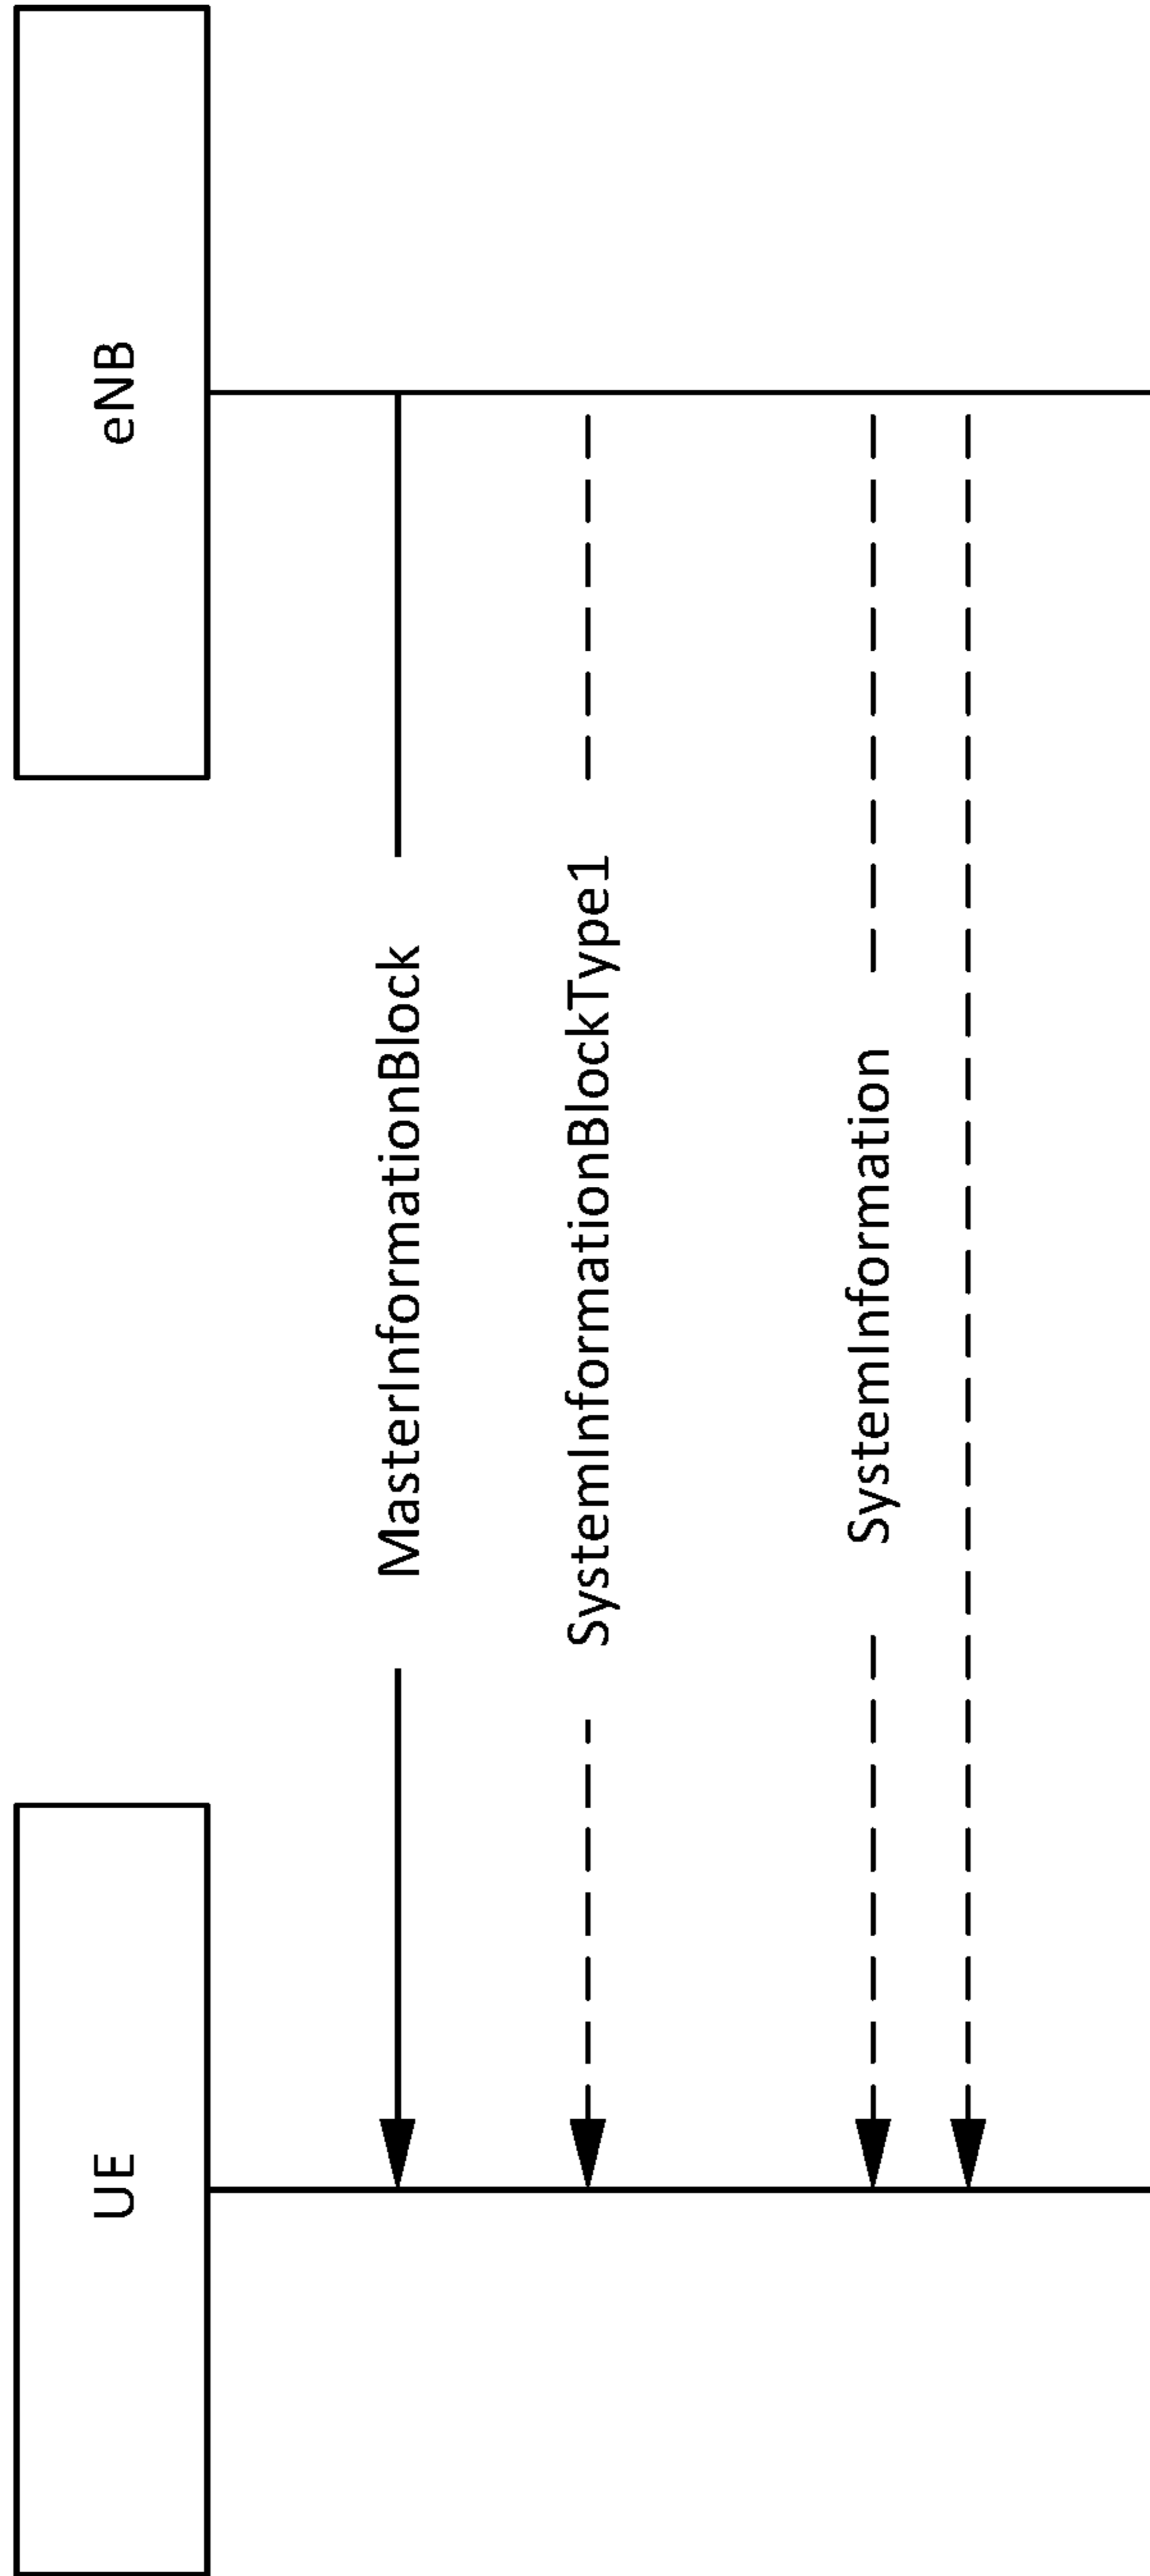 UE
eNB
MasterInformationBlock
SystemInformationBlockType1
SystemInformation